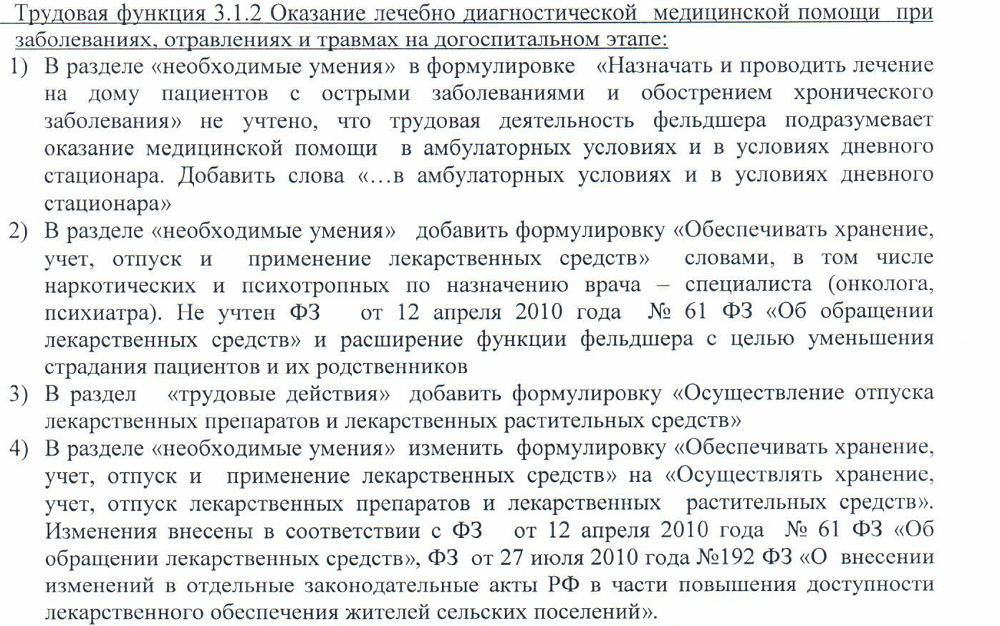 Трудовая функция 3.1.2 Оказание лечебно диагностической медицинской помощи при
заболеваниях, отравлениях и травмах на догоспитальном этапе:
1) В разделе «необходимые умения» в формулировке «Назначать и проводить лечение
на дому пациентов с острыми заболеваниями и обострением хронического
заболевания» не учтено, что трудовая деятельность фельдшера подразумевает
оказание медицинской помощи в амбулаторных условиях и в условиях дневного
стационара. Добавить слова «…в амбулаторных условиях и в условиях дневного
стационара»
2) В разделе «необходимые умения» добавить формулировку «Обеспечивать хранение,
учет, отпуск и применение лекарственных средств» словами, в том числе
наркотических и психотропных по назначению врача – специалиста (онколога,
психиатра). Не учтен ФЗ от 12 апреля 2010 года № 61 ФЗ «Об обращении
лекарственных средств» и расширение функции фельдшера с целью уменьшения
страдания пациентов и их родственников
3) В раздел «трудовые действия» добавить формулировку «Осуществление отпуска
лекарственных препаратов и лекарственных растительных средств»
4) В разделе «необходимые умения» изменить формулировку «Обеспечивать хранение,
учет, отпуск и применение лекарственных средств» на «Осуществлять хранение,
учет, отпуск лекарственных препаратов и лекарственных растительных средств».
Изменения внесены в соответствии с ФЗ от 12 апреля 2010 года № 61 ФЗ «Об
обращении лекарственных средств», ФЗ от 27 июля 2010 года №192 ФЗ «О внесении
изменений в отдельные законодательные акты РФ в части повышения доступности
лекарственного обеспечения жителей сельских поселений».